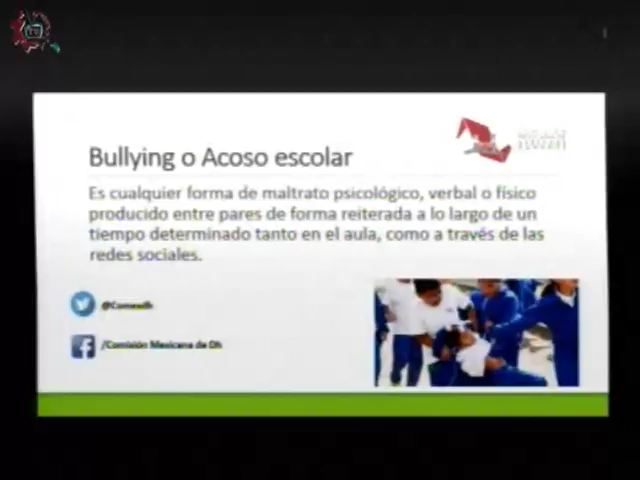 Bullying o Acoso escolar
Es cualquier forma de maltrato psicológico, verbal o físico
producido entre pares de forma reiterada a lo largo de un
tiempo determinado tanto en el aula, como a través de las
redes sociales.
@Comexdh
/Comisión Mexicana de Dh